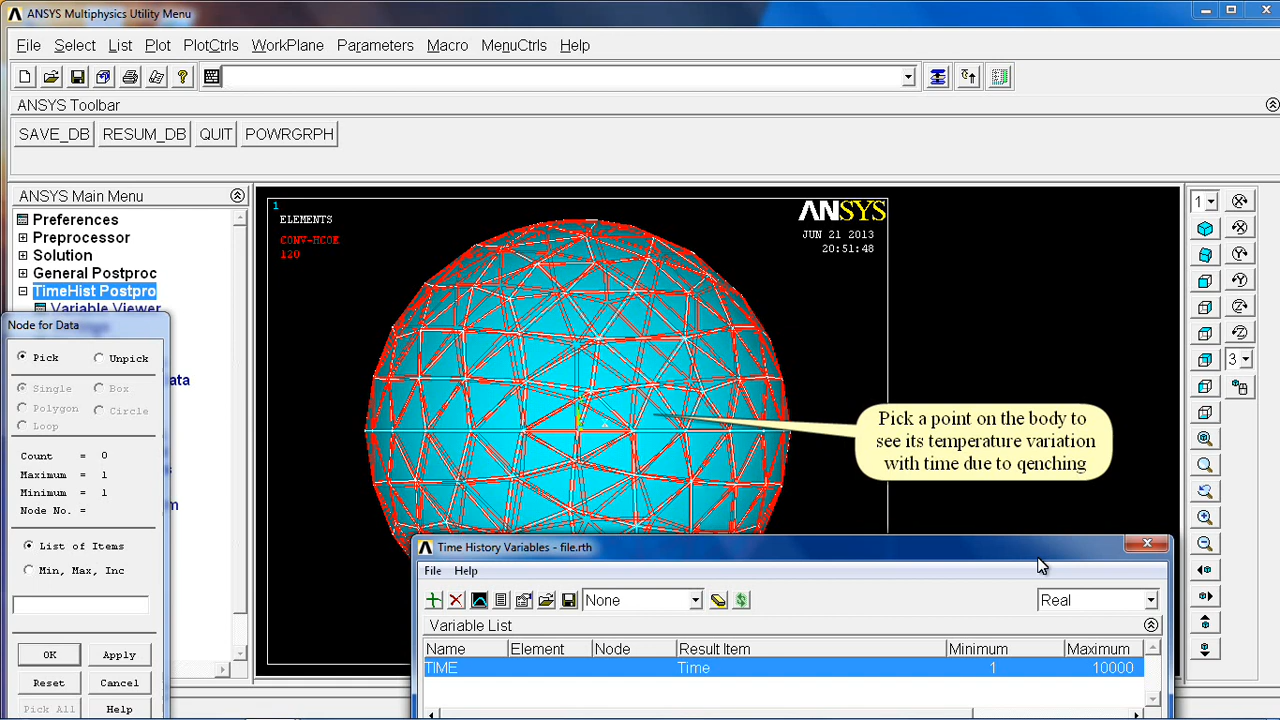 ANSYS Multiphysics Utility Menu
File Select List Plot PlotCtrls WorkPlane Parameters Macro MenuCtrls Help
ANSYS Toolbar
SAVE_DB RESUM_DB QUIT POWRGRPH
ANSYS Main Menu
Preferences
Preprocessor
Solution
General Postproc
TimeHist Postpro
Variable Viewer
Node for Data
Pick Unpick
Single Box
Polygon Circle
Loop
Count = 0
Maximum = 1
Minimum = 1
Node No. =
List of Items
Min, Max, Inc
OK Apply
Reset Cancel
Pick All Help
ata
s
m
1
ELEMENTS
CONV-HCOE
120
ANSYS
JUN 21 2013
20:51:48
Pick a point on the body to
see its temperature variation
with time due to qenching
1
3
Time History Variables - file.rth
File Help
None Real
Variable List
Name Element Node Result Item Minimum Maximum
TIME Time 1 10000